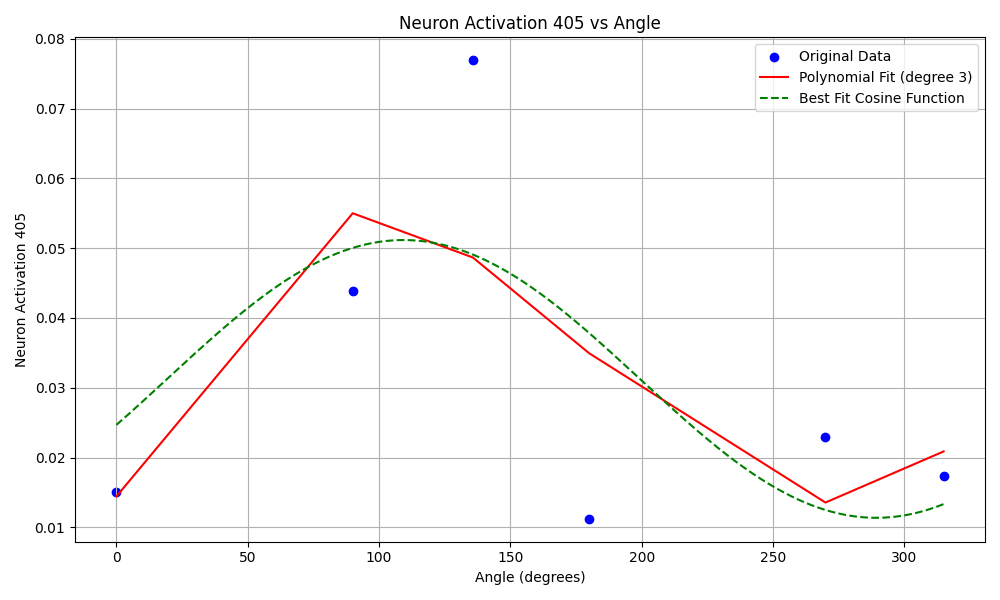 Neuron Activation 405 vs Angle
Original Data
Polynomial Fit (degree 3)
Best Fit Cosine Function
Neuron Activation 405
0.08
0.07
0.06
0.05
0.04
0.03
0.02
0.01
0 50 100 150 200 250 300
Angle (degrees)